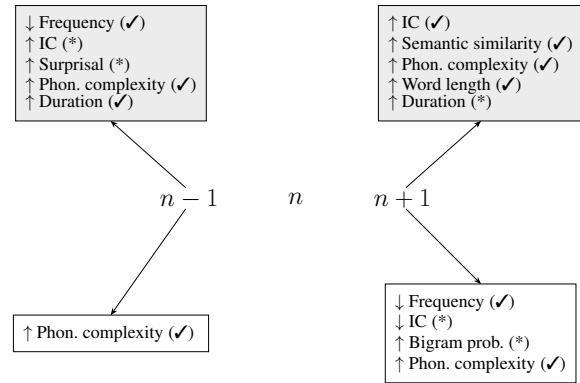 ↓ Frequency (✓)
↑ IC (*)
↑ Surprisal (*)
↑ Phon. complexity (✓)
↑ Duration (✓)
↑ IC (✓)
↑ Semantic similarity (✓)
↑ Phon. complexity (✓)
↑ Word length (✓)
↑ Duration (*)
n − 1 n n + 1
↑ Phon. complexity (✓)
↓ Frequency (✓)
↓ IC (*)
↑ Bigram prob. (*)
↑ Phon. complexity (✓)